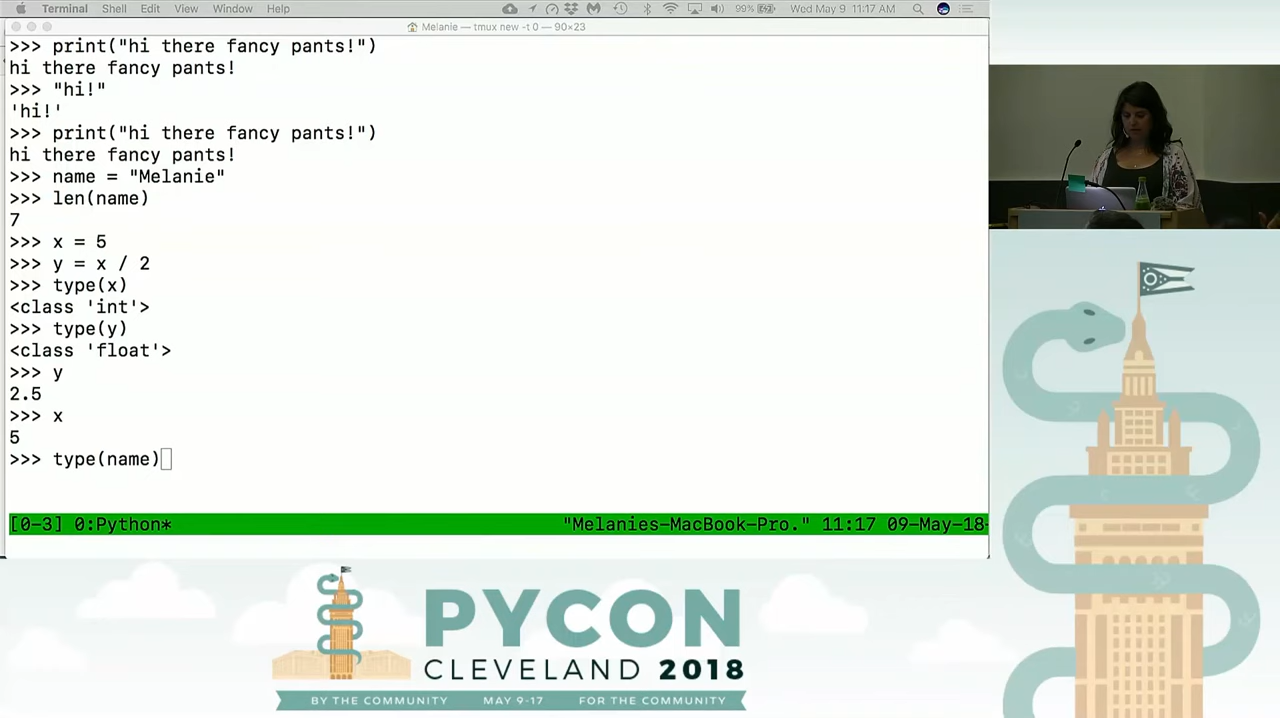 Terminal Shell Edit View Window Help 99% Wed May 9 11:17 AM
Melanie — tmux new -t 0 — 90×23
>>> print("hi there fancy pants!")
hi there fancy pants!
>>> "hi!"
'hi!'
>>> print("hi there fancy pants!")
hi there fancy pants!
>>> name = "Melanie"
>>> len(name)
7
>>> x = 5
>>> y = x / 2
>>> type(x)
<class 'int'>
>>> type(y)
<class 'float'>
>>> y
2.5
>>> x
5
>>> type(name)
[0-3] 0:Python* "Melanies-MacBook-Pro." 11:17 09-May-18
PYCON
CLEVELAND 2018
BY THE COMMUNITY MAY 9-17 FOR THE COMMUNITY